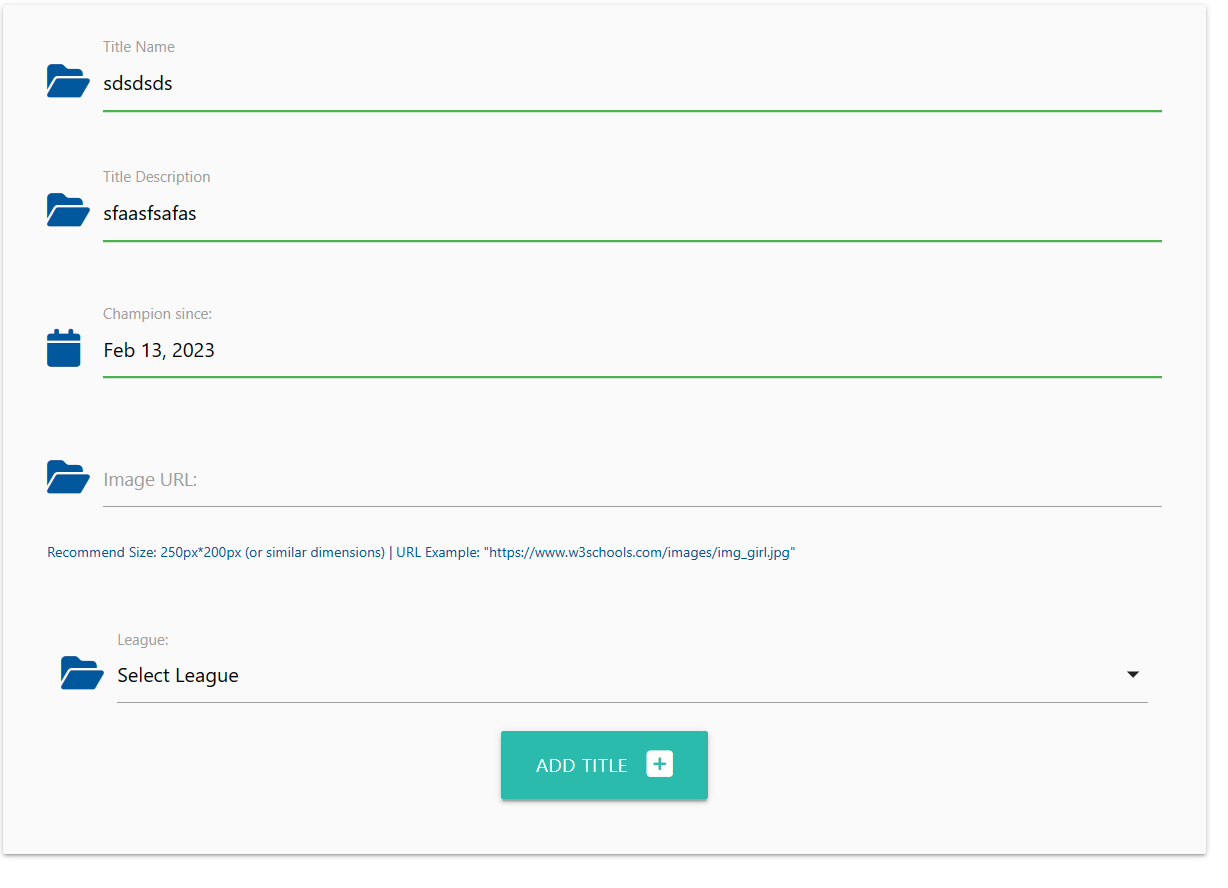 Title Name
sdsdsds
Title Description
sfaasfsafas
Champion since:
Feb 13, 2023
Image URL:
Recommend Size: 250px*200px (or similar dimensions) | URL Example: "https://www.w3schools.com/images/img_girl.jpg"
League:
Select League
ADD TITLE